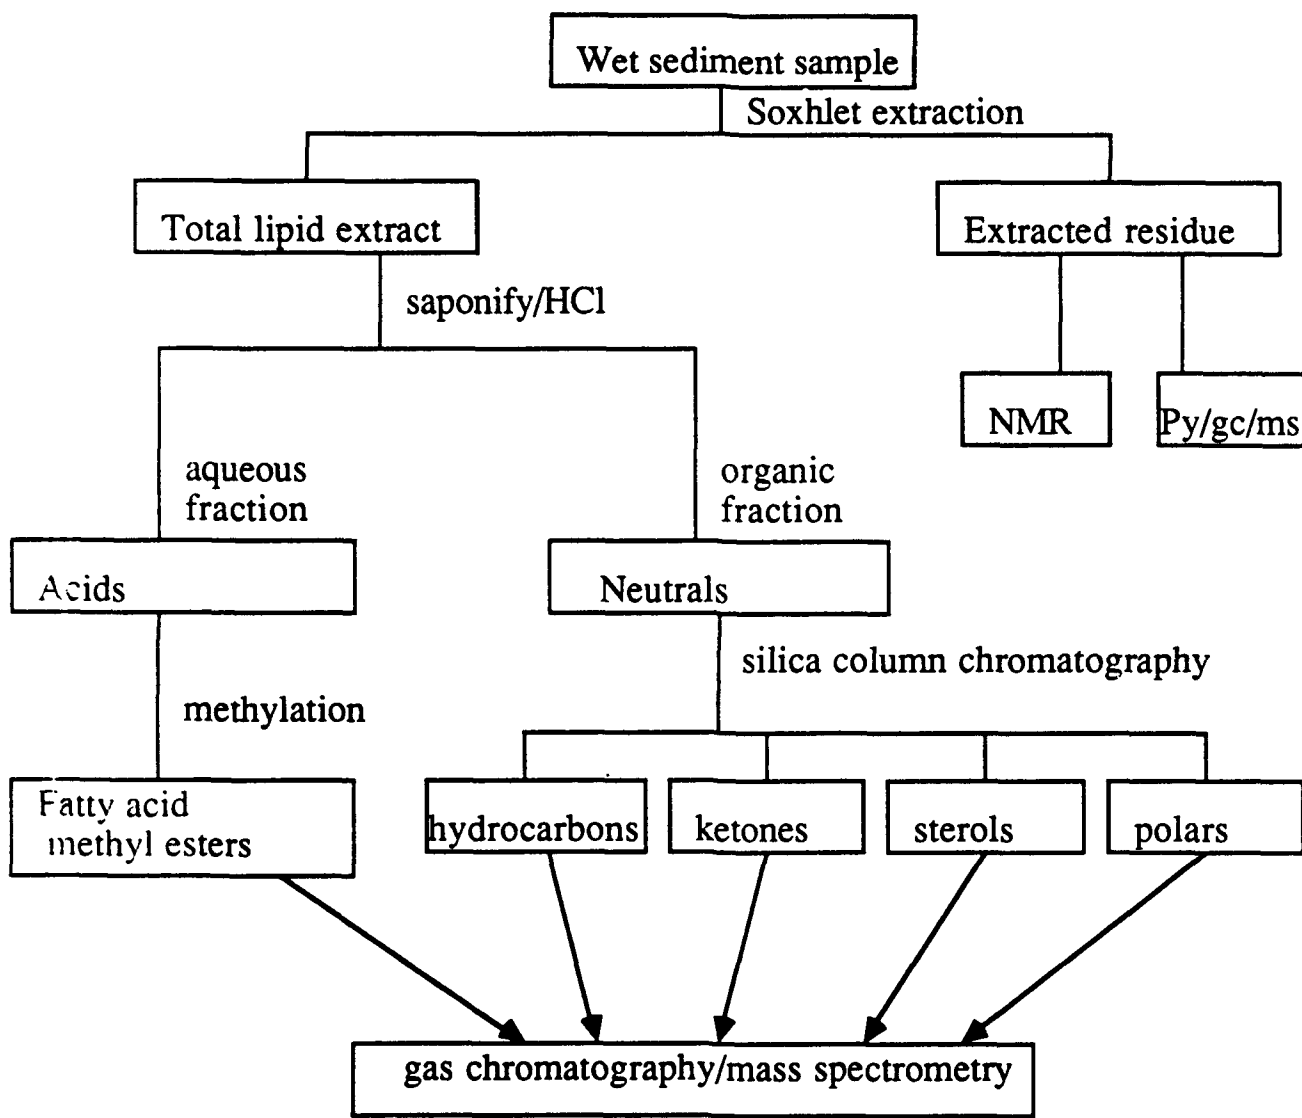 Wet sediment sample
Soxhlet extraction
Total lipid extract
Extracted residue
saponify/HCl
NMR
Py/gc/ms
aqueous
fraction
organic
fraction
Acids
Neutrals
silica column chromatography
methylation
Fatty acid
methyl esters
hydrocarbons
ketones
sterols
polars
gas chromatography/mass spectrometry